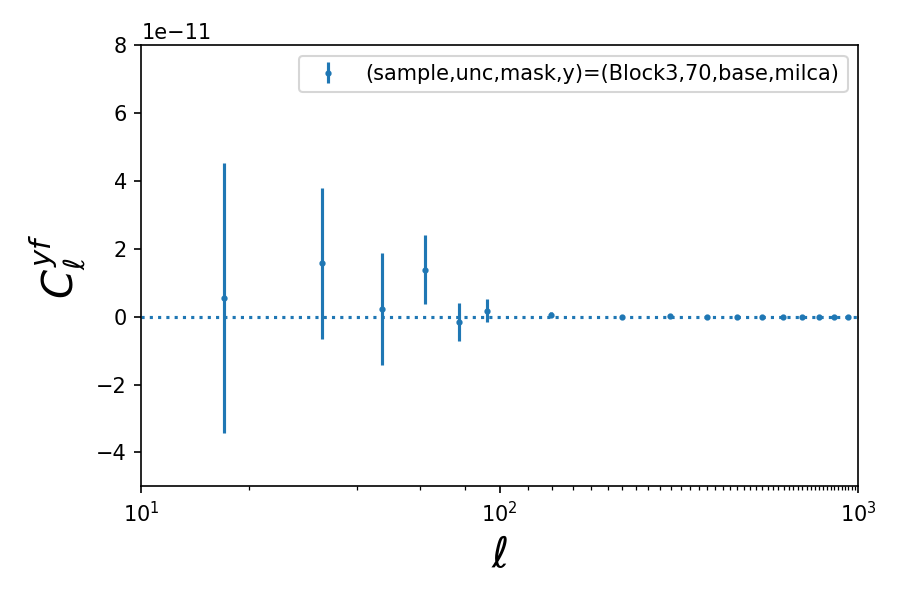 1e−11
(sample,unc,mask,y)=(Block3,70,base,milca)
8
6
4
2
0
−2
−4
10^1
10^2
10^3
C_ℓ^{yf}
ℓ